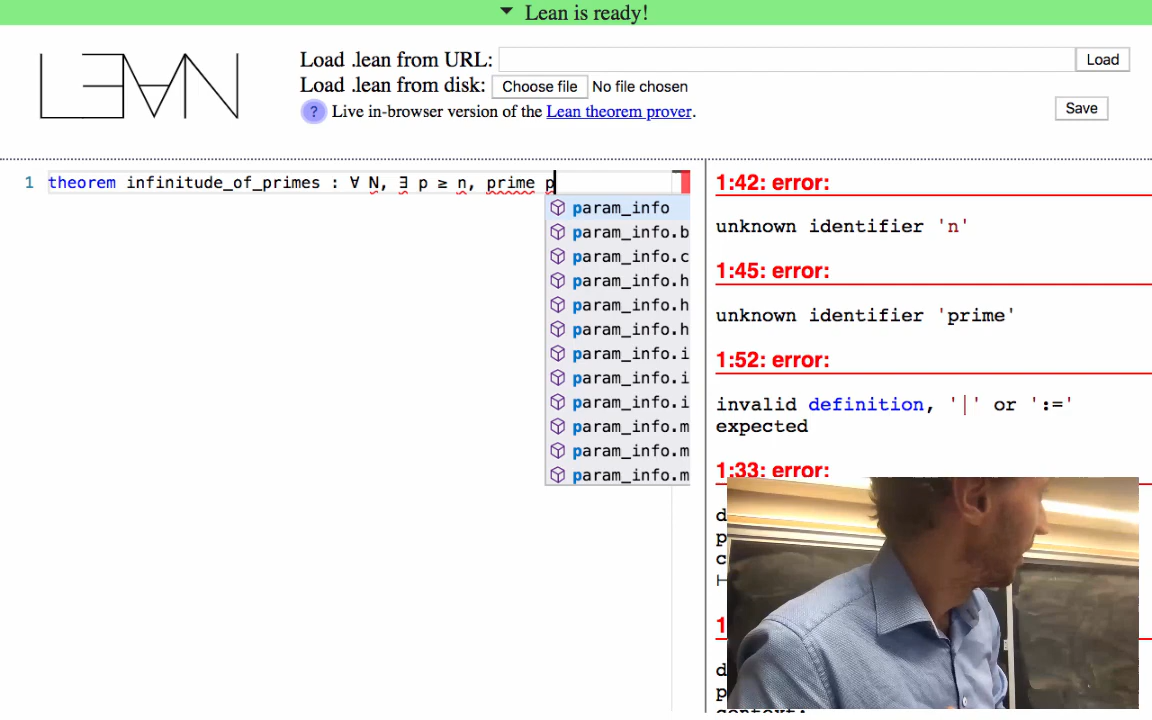 Lean is ready!
LEAN
Load .lean from URL:
Load
Load .lean from disk: Choose file No file chosen
? Live in-browser version of the Lean theorem prover.
Save
1 theorem infinitude_of_primes : ∀ N, ∃ p ≥ n, prime p
param_info
param_info.b
param_info.c
param_info.h
param_info.h
param_info.h
param_info.i
param_info.i
param_info.i
param_info.m
param_info.m
param_info.m
1:42: error:
unknown identifier 'n'
1:45: error:
unknown identifier 'prime'
1:52: error:
invalid definition, '|' or ':='
expected
1:33: error:
d
p
c
⊢
1
d
p
context: